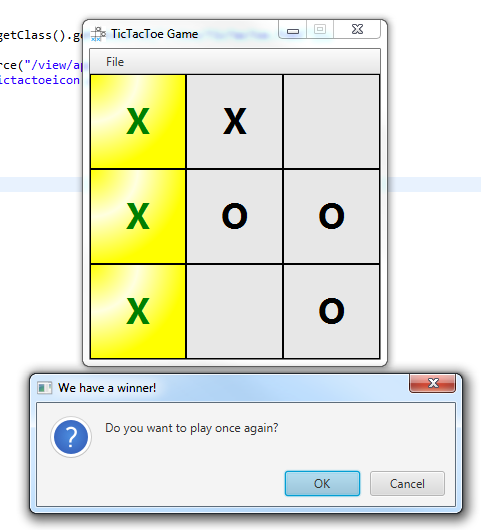 getClass().ge
TicTacToe Game
rce("/view/ap
ictactoeicon
File
X X
X O O
X O
We have a winner!
Do you want to play once again?
OK Cancel